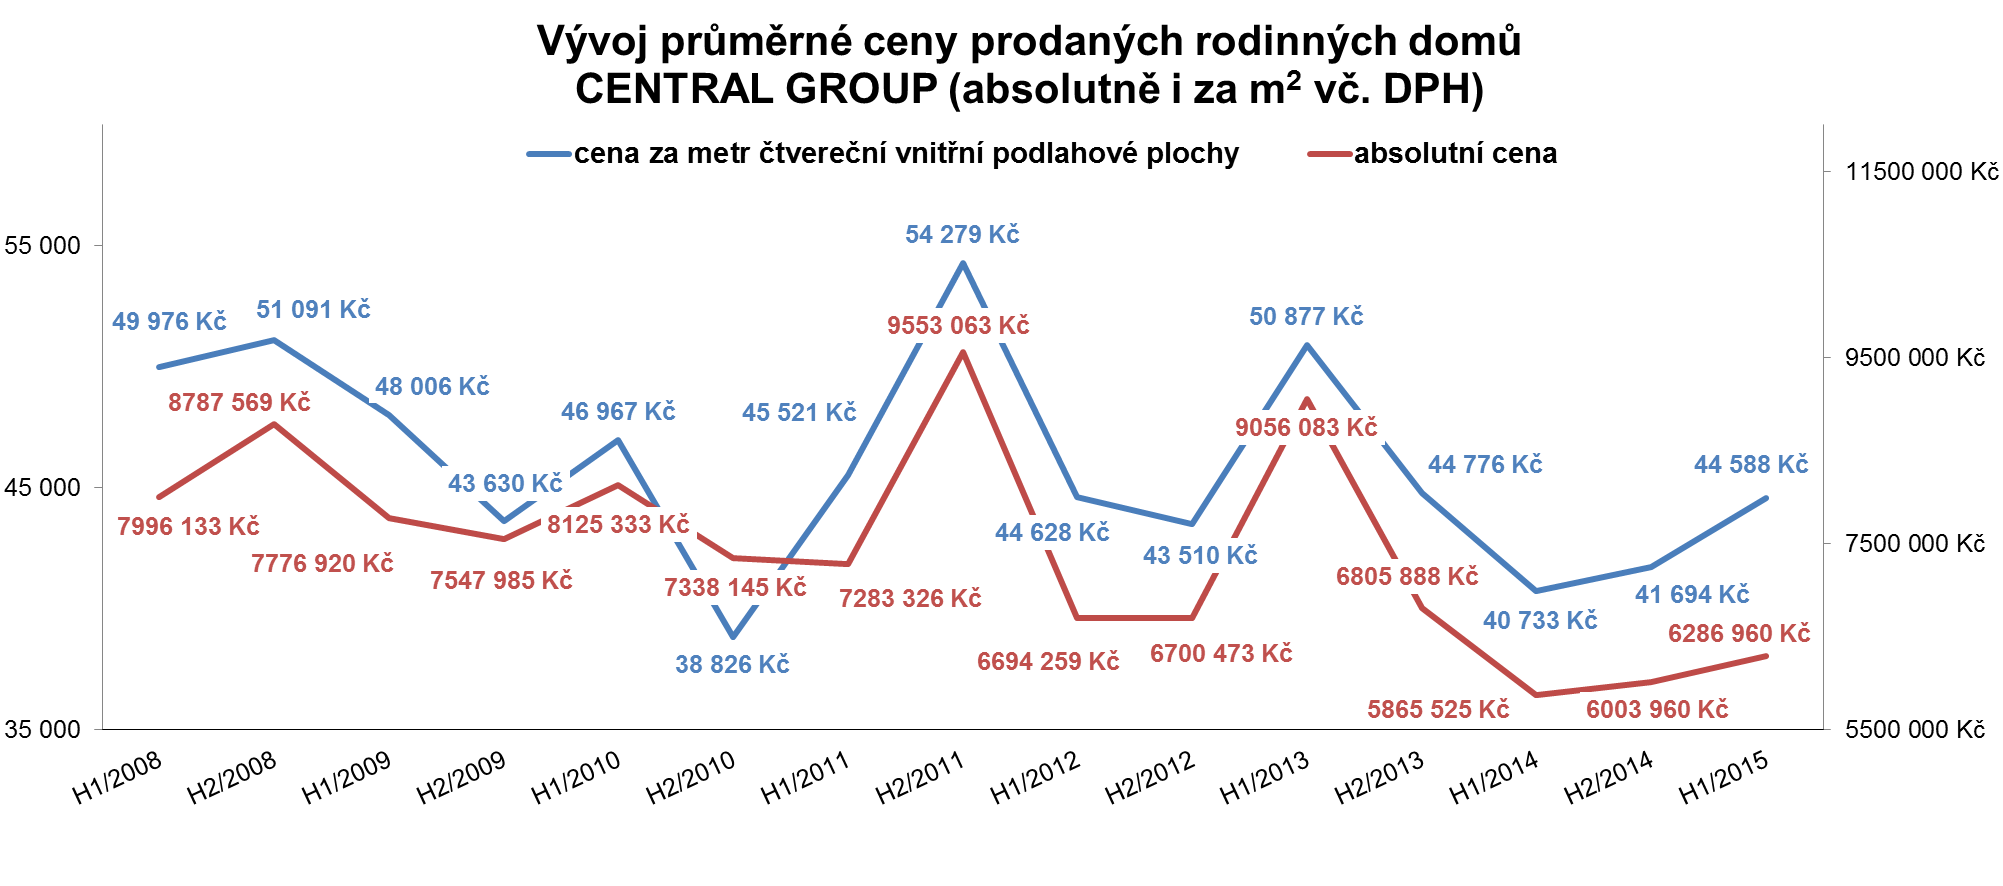 Vývoj průměrné ceny prodaných rodinných domů
CENTRAL GROUP (absolutně i za m² vč. DPH)
cena za metr čtvereční vnitřní podlahové plochy
absolutní cena
55 000
45 000
35 000
11500 000 Kč
9500 000 Kč
7500 000 Kč
5500 000 Kč
49 976 Kč
51 091 Kč
48 006 Kč
43 630 Kč
46 967 Kč
38 826 Kč
45 521 Kč
54 279 Kč
44 628 Kč
43 510 Kč
50 877 Kč
44 776 Kč
40 733 Kč
41 694 Kč
44 588 Kč
7996 133 Kč
8787 569 Kč
7776 920 Kč
7547 985 Kč
8125 333 Kč
7338 145 Kč
7283 326 Kč
9553 063 Kč
6694 259 Kč
6700 473 Kč
9056 083 Kč
6805 888 Kč
5865 525 Kč
6003 960 Kč
6286 960 Kč
H1/2008
H2/2008
H1/2009
H2/2009
H1/2010
H2/2010
H1/2011
H2/2011
H1/2012
H2/2012
H1/2013
H2/2013
H1/2014
H2/2014
H1/2015